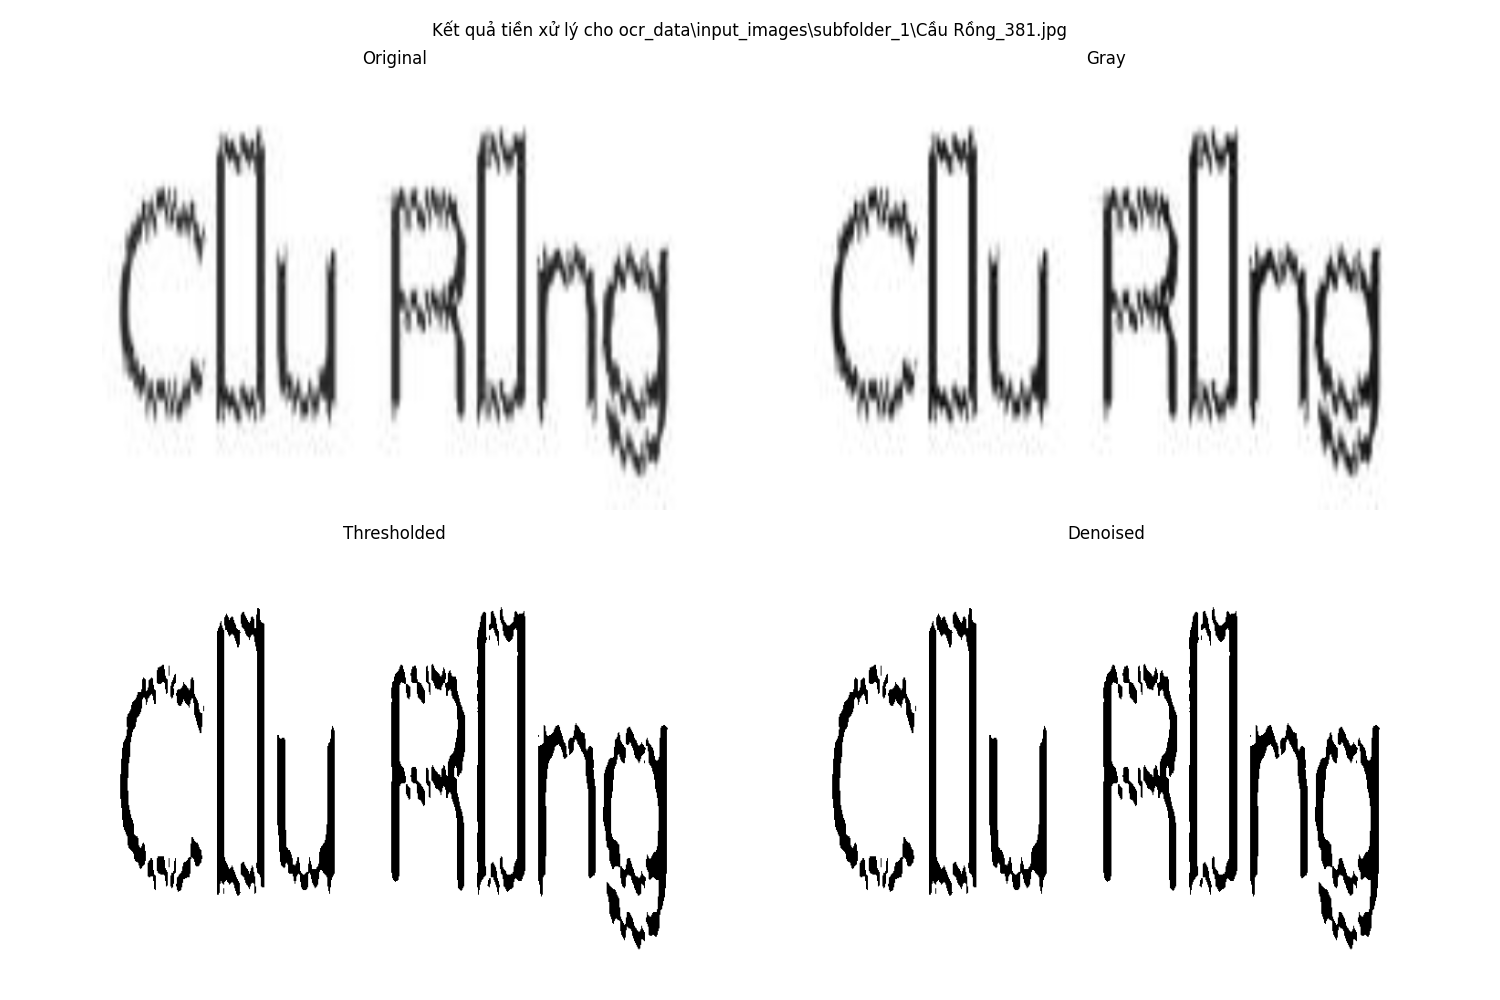 Kết quả tiền xử lý cho ocr_data\input_images\subfolder_1\Cầu Rồng_381.jpg
Original
Gray
C▯u R▯ng
C▯u R▯ng
Thresholded
Denoised
C▯u R▯ng
C▯u R▯ng